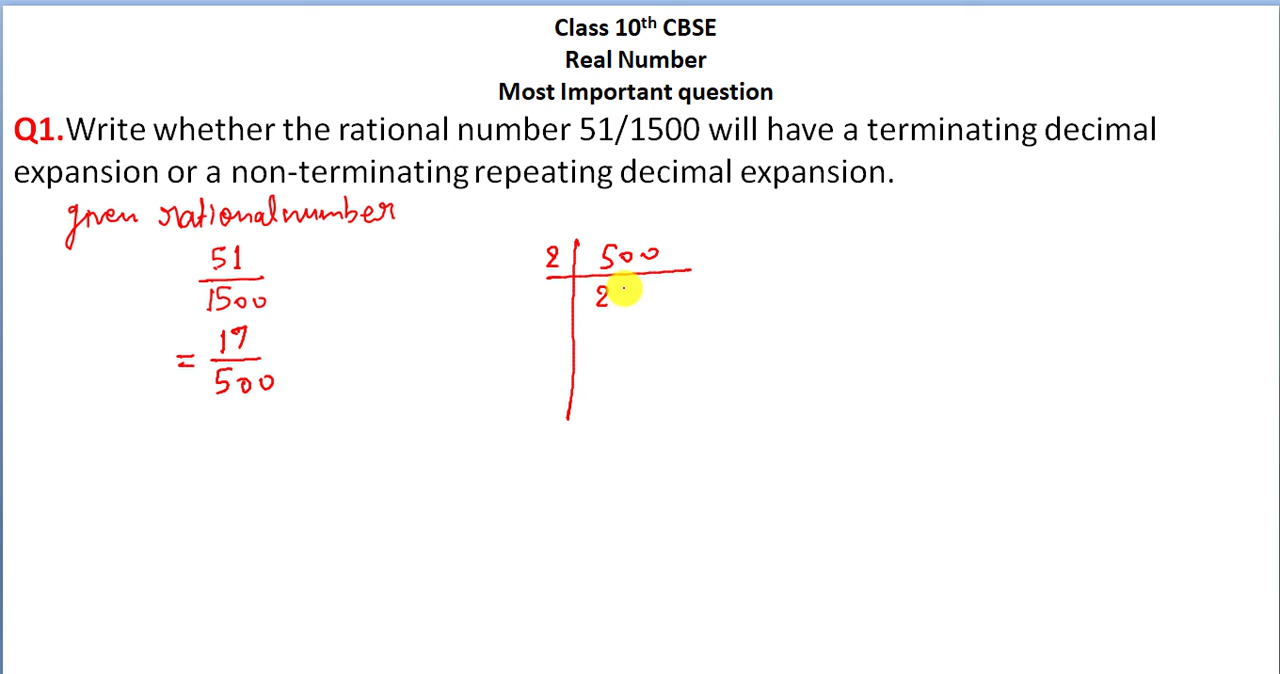 Class 10th CBSE
Real Number
Most Important question
Q1.Write whether the rational number 51/1500 will have a terminating decimal
expansion or a non-terminating repeating decimal expansion.
given rational number
51
1500
= 17
500
2 | 500
2